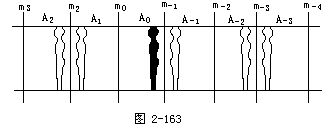 m3 m2 m0 m-1 m-2 m-3 m-4
A2 A1 A0 A-1 A-2 A-3
图 2-163